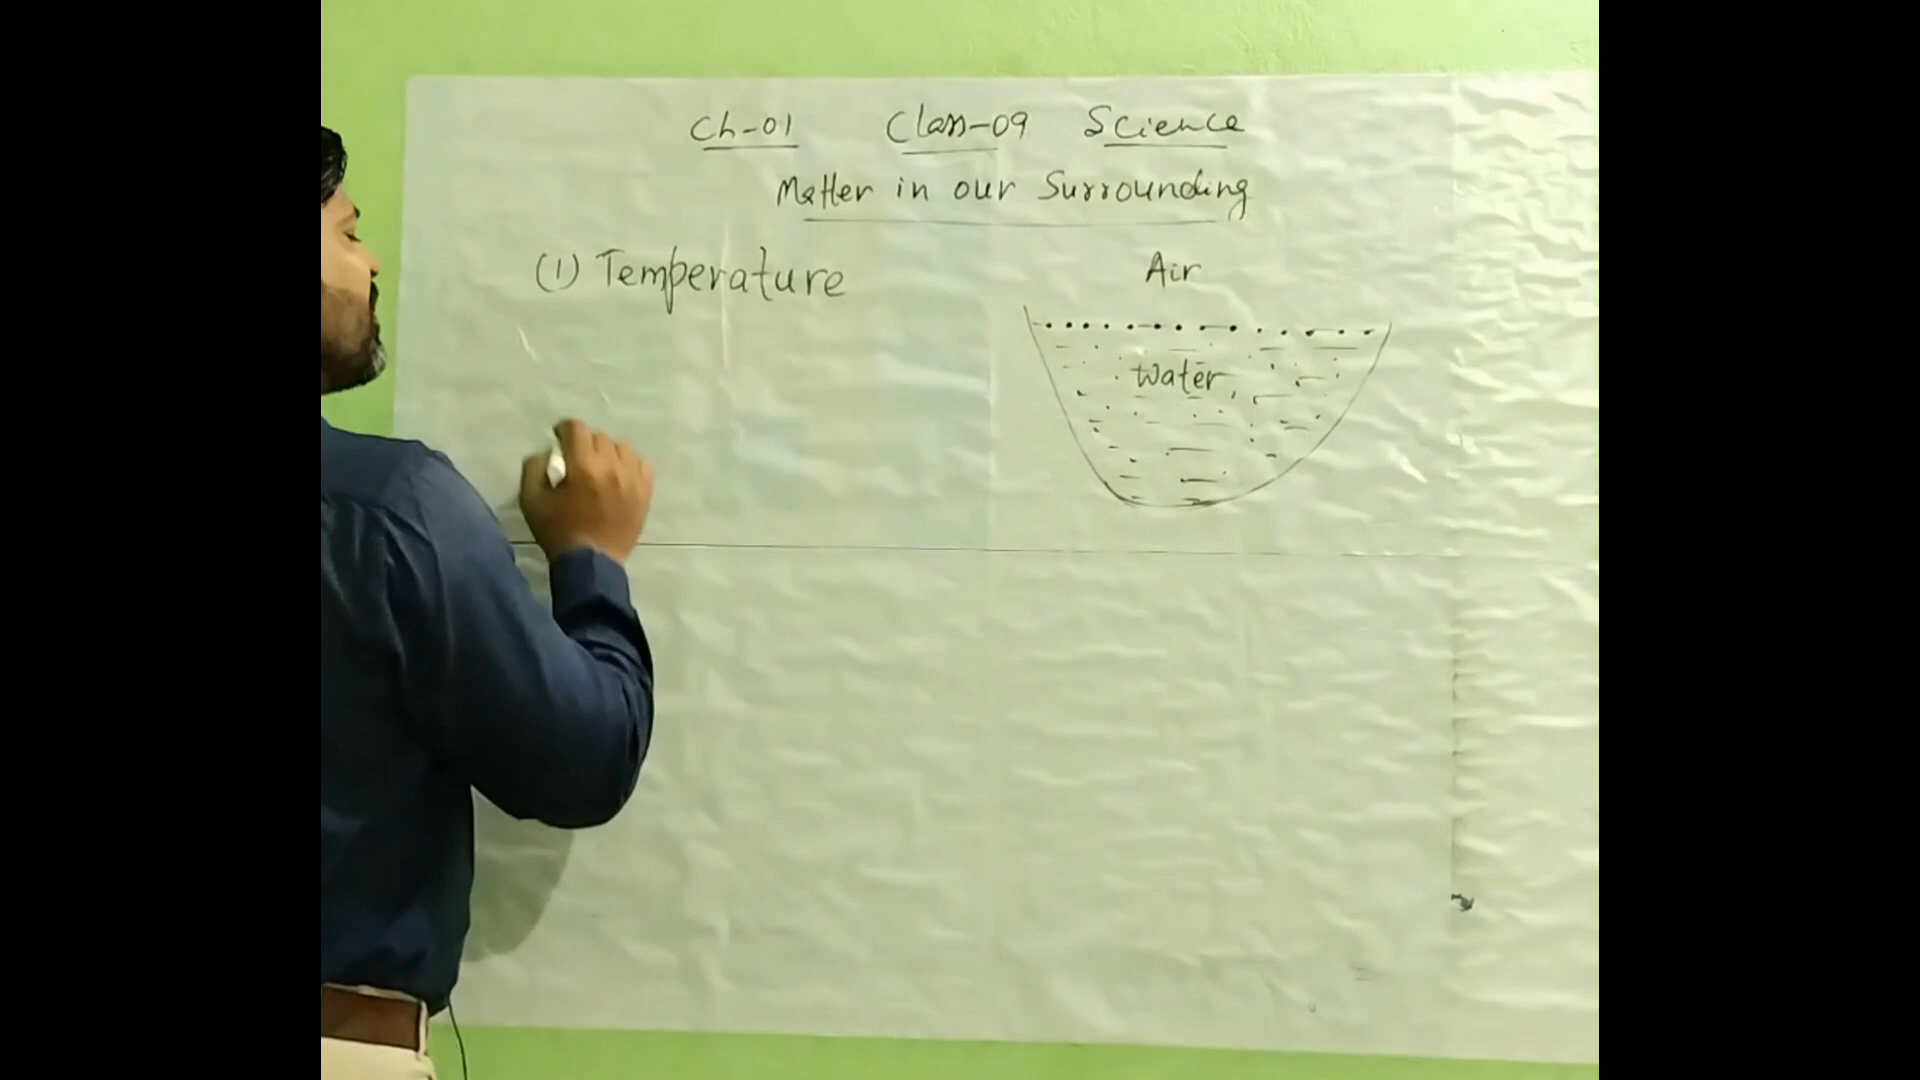 Ch-01 Class-09 Science
Matter in our Surrounding
(1) Temperature
Air
Water